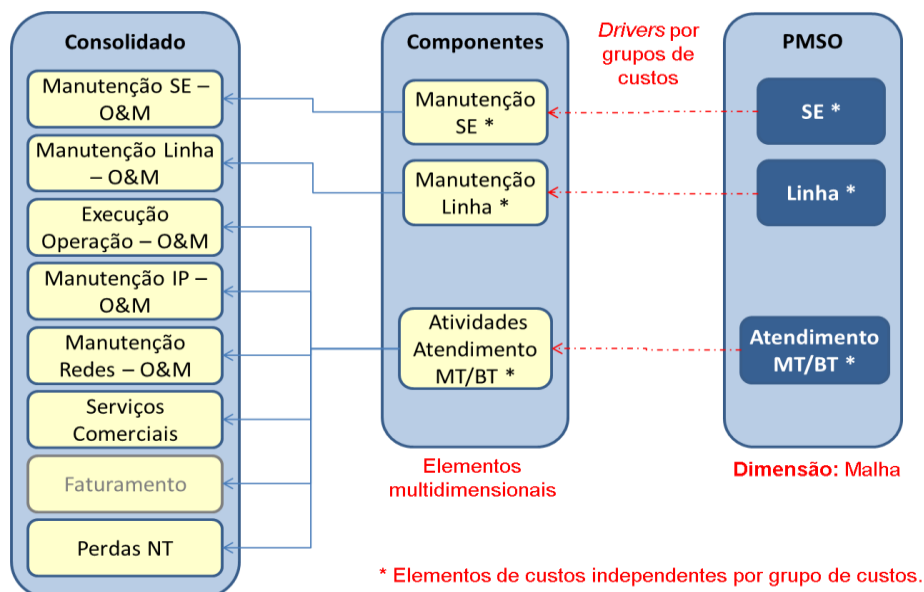 Consolidado
Manutenção SE –
O&M
Manutenção Linha
– O&M
Execução
Operação – O&M
Manutenção IP –
O&M
Manutenção
Redes – O&M
Serviços
Comerciais
Faturamento
Perdas NT
Componentes
Manutenção
SE *
Manutenção
Linha *
Atividades
Atendimento
MT/BT *
Elementos
multidimensionais
Drivers por
grupos de
custos
PMSO
SE *
Linha *
Atendimento
MT/BT *
Dimensão: Malha
* Elementos de custos independentes por grupo de custos.